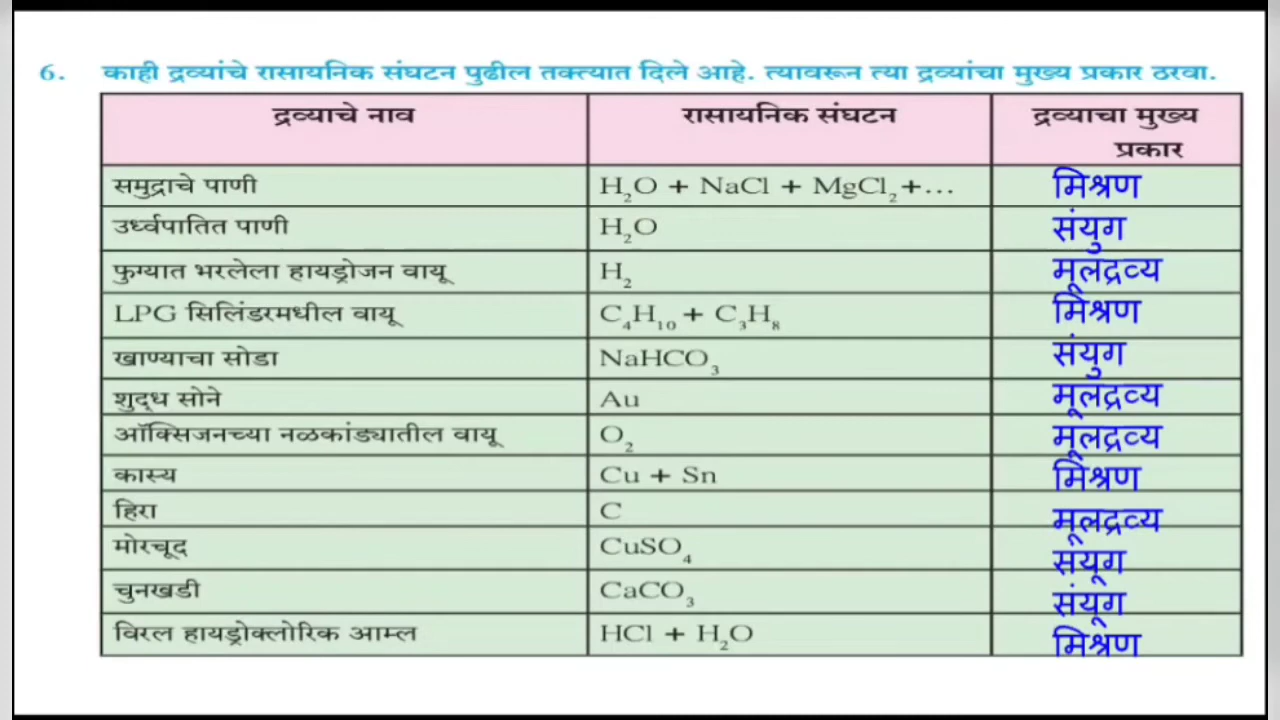 6. काही द्रव्यांचे रासायनिक संघटन पुढील तक्त्यात दिले आहे. त्यावरून त्या द्रव्यांचा मुख्य प्रकार ठरवा.
द्रव्याचे नाव रासायनिक संघटन द्रव्याचा मुख्य
प्रकार
समुद्राचे पाणी H₂O + NaCl + MgCl₂+... मिश्रण
उर्ध्वपातित पाणी H₂O संयुग
फुग्यात भरलेला हायड्रोजन वायू H₂ मूलद्रव्य
LPG सिलिंडरमधील वायू C₄H₁₀ + C₃H₈ मिश्रण
खाण्याचा सोडा NaHCO₃ संयुग
शुद्ध सोने Au मूलद्रव्य
ऑक्सिजनच्या नळकांड्यातील वायू O₂ मूलद्रव्य
कास्य Cu + Sn मिश्रण
हिरा C मूलद्रव्य
मोरचूद CuSO₄ संयूग
चुनखडी CaCO₃ संयूग
विरल हायड्रोक्लोरिक आम्ल HCl + H₂O मिश्रण